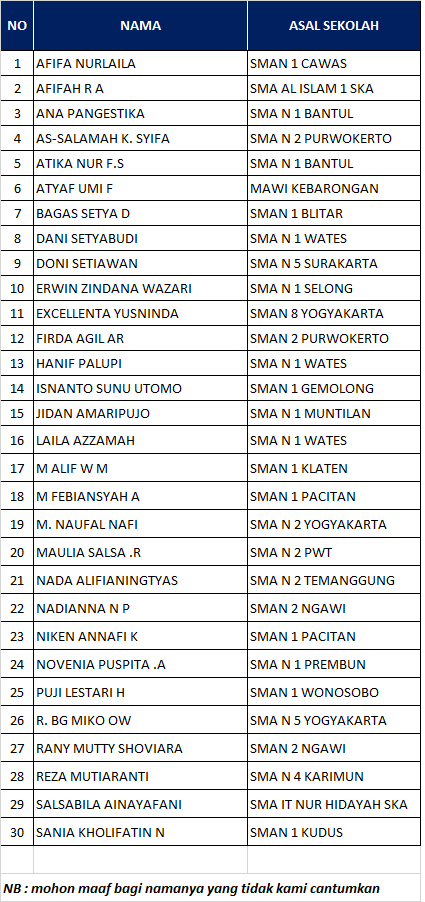 NO NAMA ASAL SEKOLAH
1 AFIFA NURLAILA SMAN 1 CAWAS
2 AFIFAH R A SMA AL ISLAM 1 SKA
3 ANA PANGESTIKA SMA N 1 BANTUL
4 AS-SALAMAH K. SYIFA SMA N 2 PURWOKERTO
5 ATIKA NUR F.S SMA N 1 BANTUL
6 ATYAF UMI F MAWI KEBARONGAN
7 BAGAS SETYA D SMAN 1 BLITAR
8 DANI SETYABUDI SMA N 1 WATES
9 DONI SETIAWAN SMA N 5 SURAKARTA
10 ERWIN ZINDANA WAZARI SMA N 1 SELONG
11 EXCELLENTA YUSNINDA SMAN 8 YOGYAKARTA
12 FIRDA AGIL AR SMAN 2 PURWOKERTO
13 HANIF PALUPI SMA N 1 WATES
14 ISNANTO SUNU UTOMO SMAN 1 GEMOLONG
15 JIDAN AMARIPUJO SMA N 1 MUNTILAN
16 LAILA AZZAMAH SMA N 1 WATES
17 M ALIF W M SMAN 1 KLATEN
18 M FEBIANSYAH A SMAN 1 PACITAN
19 M. NAUFAL NAFI SMA N 2 YOGYAKARTA
20 MAULIA SALSA .R SMA N 2 PWT
21 NADA ALIFIANINGTYAS SMA N 2 TEMANGGUNG
22 NADIANNA N P SMAN 2 NGAWI
23 NIKEN ANNAFI K SMAN 1 PACITAN
24 NOVENIA PUSPITA .A SMA N 1 PREMBUN
25 PUJI LESTARI H SMAN 1 WONOSOBO
26 R. BG MIKO OW SMA N 5 YOGYAKARTA
27 RANY MUTTY SHOVIARA SMAN 2 NGAWI
28 REZA MUTIARANTI SMA N 4 KARIMUN
29 SALSABILA AINAYAFANI SMA IT NUR HIDAYAH SKA
30 SANIA KHOLIFATIN N SMAN 1 KUDUS
NB : mohon maaf bagi namanya yang tidak kami cantumkan